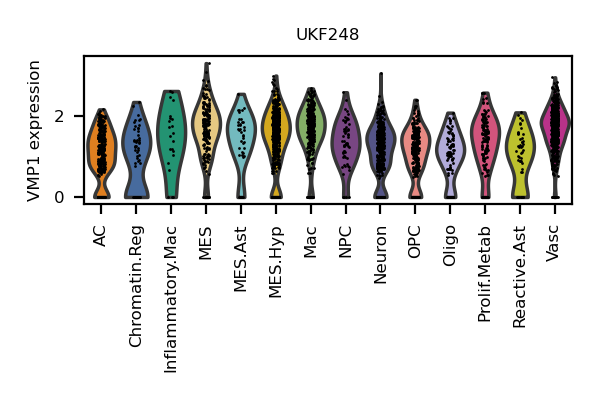 UKF248
VMP1 expression
2
0
AC
Chromatin.Reg
Inflammatory.Mac
MES
MES.Ast
MES.Hyp
Mac
NPC
Neuron
OPC
Oligo
Prolif.Metab
Reactive.Ast
Vasc